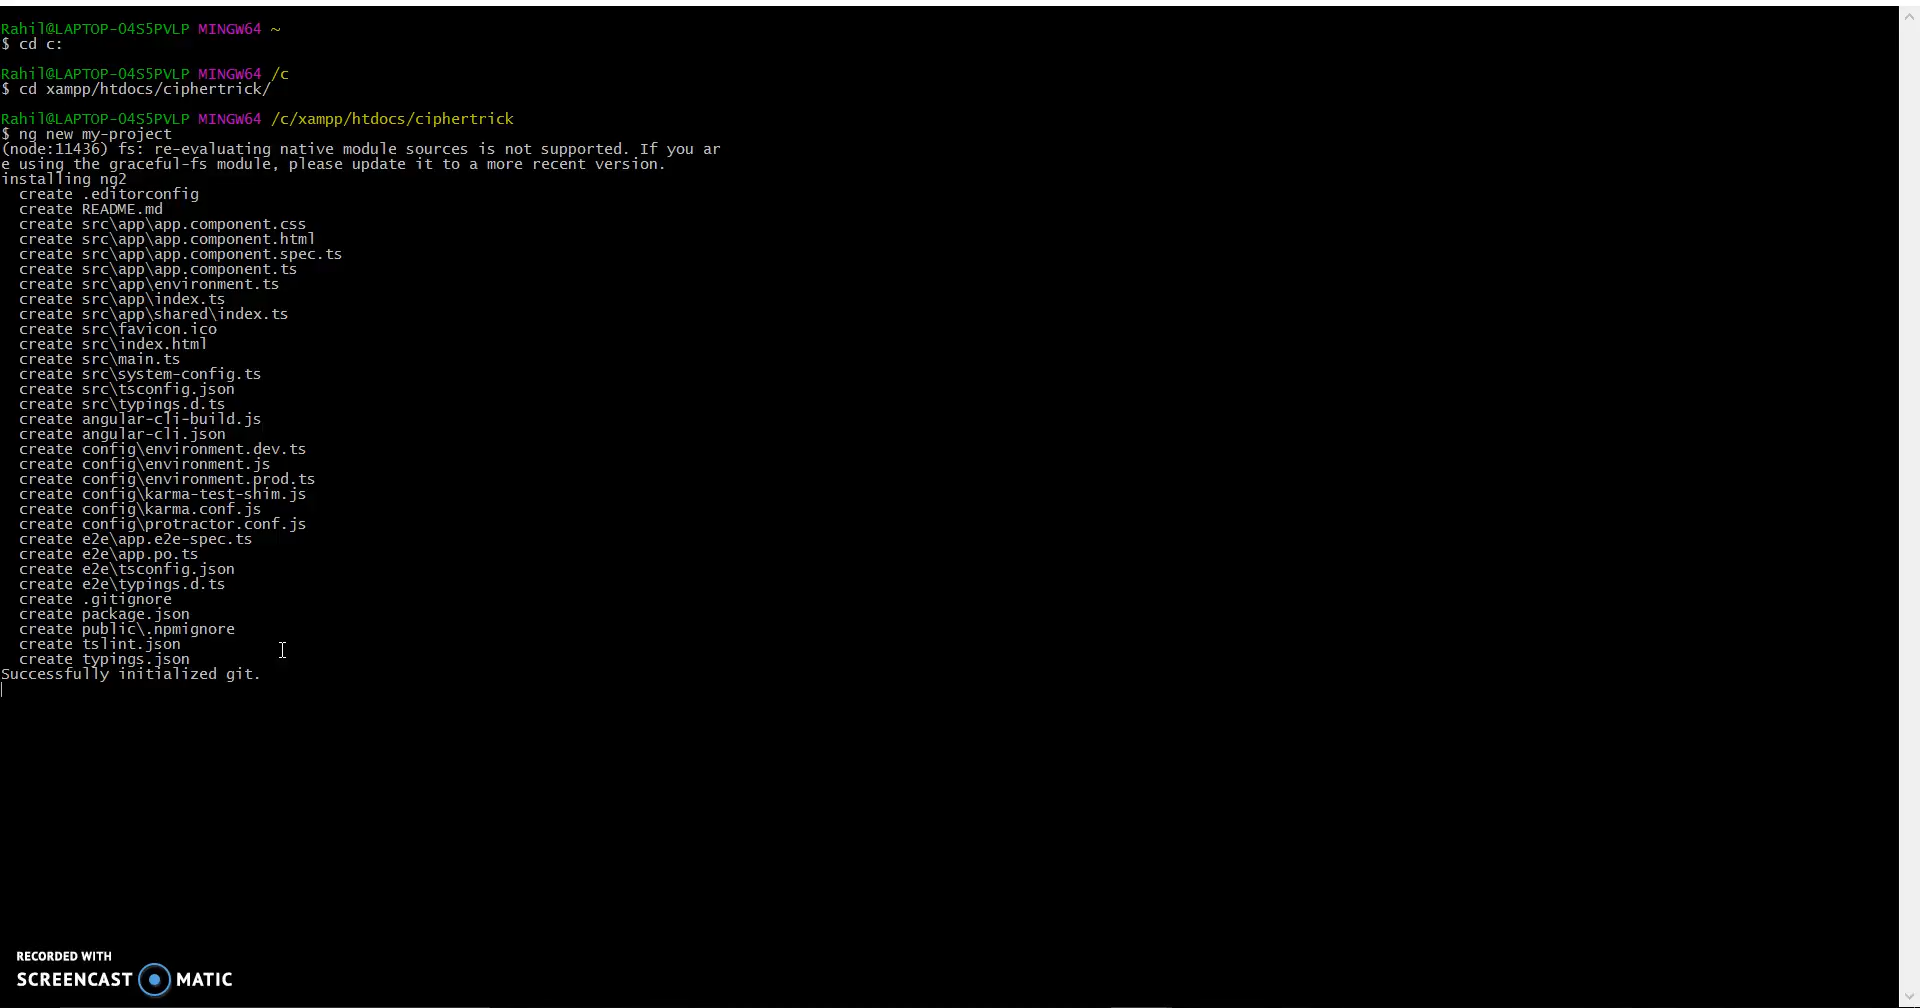 Rahil@LAPTOP-O4S5PVLP MINGW64 ~
$ cd c:
Rahil@LAPTOP-O4S5PVLP MINGW64 /c
$ cd xampp/htdocs/ciphertrick/
Rahil@LAPTOP-O4S5PVLP MINGW64 /c/xampp/htdocs/ciphertrick
$ ng new my-project
(node:11436) fs: re-evaluating native module sources is not supported. If you ar
e using the graceful-fs module, please update it to a more recent version.
installing ng2
create .editorconfig
create README.md
create src\app\app.component.css
create src\app\app.component.html
create src\app\app.component.spec.ts
create src\app\app.component.ts
create src\app\environment.ts
create src\app\index.ts
create src\app\shared\index.ts
create src\favicon.ico
create src\index.html
create src\main.ts
create src\system-config.ts
create src\tsconfig.json
create src\typings.d.ts
create angular-cli-build.js
create angular-cli.json
create config\environment.dev.ts
create config\environment.js
create config\environment.prod.ts
create config\karma-test-shim.js
create config\karma.conf.js
create config\protractor.conf.js
create e2e\app.e2e-spec.ts
create e2e\app.po.ts
create e2e\tsconfig.json
create e2e\typings.d.ts
create .gitignore
create package.json
create public\.npmignore
create tslint.json
create typings.json
Successfully initialized git.
RECORDED WITH
SCREENCAST MATIC